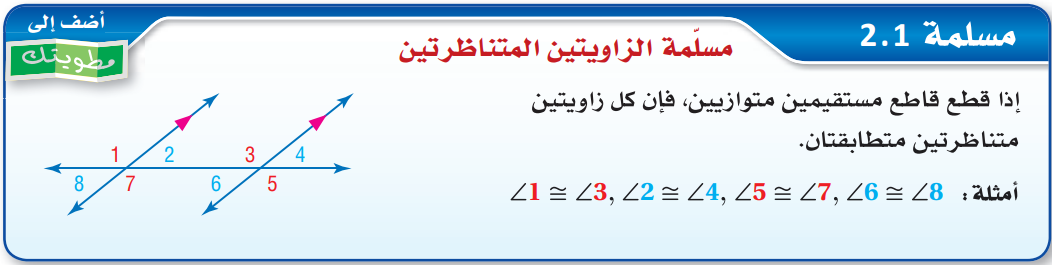 مسلمة 2.1
مسلّمة الزاويتين المتناظرتين
أضف إلى
مطويتك
إذا قطع قاطع مستقيمين متوازيين، فإن كل زاويتين
متناظرتين متطابقتان.
أمثلة: ∠1 ≅ ∠3, ∠2 ≅ ∠4, ∠5 ≅ ∠7, ∠6 ≅ ∠8
1 2 3 4
8 7 6 5